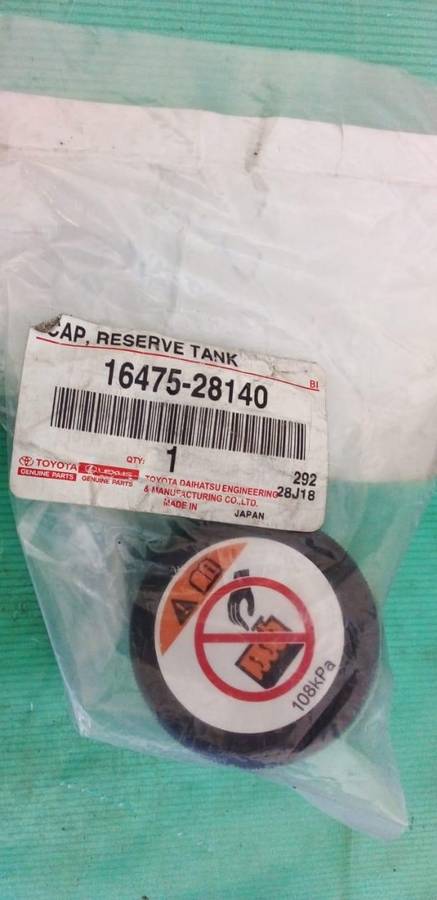 CAP, RESERVE TANK
BI
16475-28140
QTY: 1
292
TOYOTA GENUINE PARTS
LEXUS GENUINE PARTS
TOYOTA DAIHATSU ENGINEERING 28J18
& MANUFACTURING CO.,LTD.
MADE IN JAPAN
108kPa